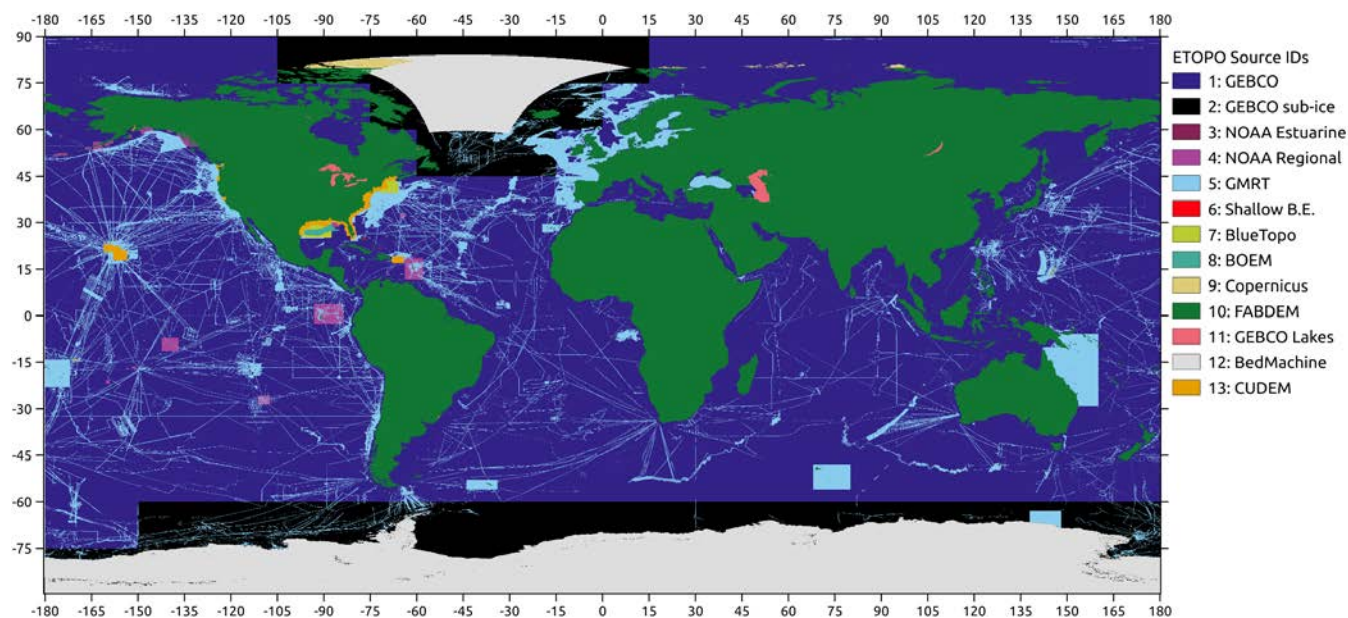 -180 -165 -150 -135 -120 -105 -90 -75 -60 -45 -30 -15 0 15 30 45 60 75 90 105 120 135 150 165 180
90
75
60
45
30
15
0
-15
-30
-45
-60
-75
-180 -165 -150 -135 -120 -105 -90 -75 -60 -45 -30 -15 0 15 30 45 60 75 90 105 120 135 150 165 180
ETOPO Source IDs
1: GEBCO
2: GEBCO sub-ice
3: NOAA Estuarine
4: NOAA Regional
5: GMRT
6: Shallow B.E.
7: BlueTopo
8: BOEM
9: Copernicus
10: FABDEM
11: GEBCO Lakes
12: BedMachine
13: CUDEM